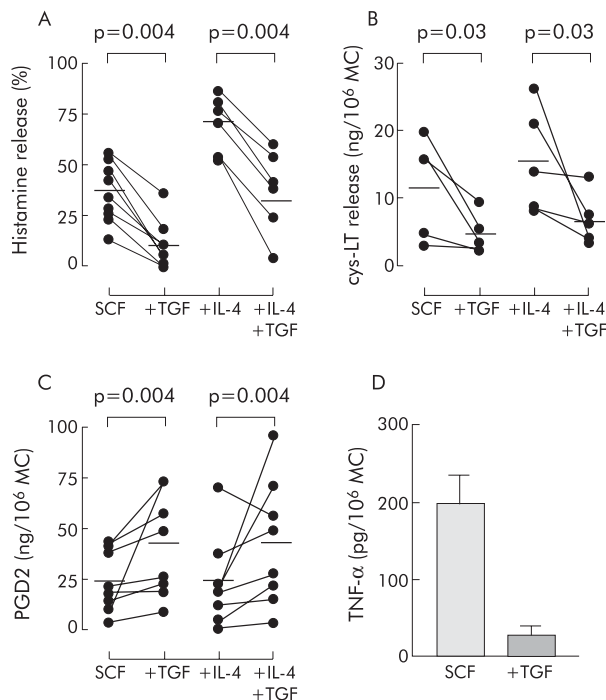 A
p=0.004 p=0.004
Histamine release (%)
100
75
50
25
0
SCF +TGF +IL-4 +IL-4
+TGF
B
p=0.03 p=0.03
cys-LT release (ng/10⁶ MC)
30
20
10
0
SCF +TGF +IL-4 +IL-4
+TGF
C
p=0.004 p=0.004
PGD2 (ng/10⁶ MC)
100
75
50
25
0
SCF +TGF +IL-4 +IL-4
+TGF
D
TNF-α (pg/10⁶ MC)
300
200
100
0
SCF +TGF